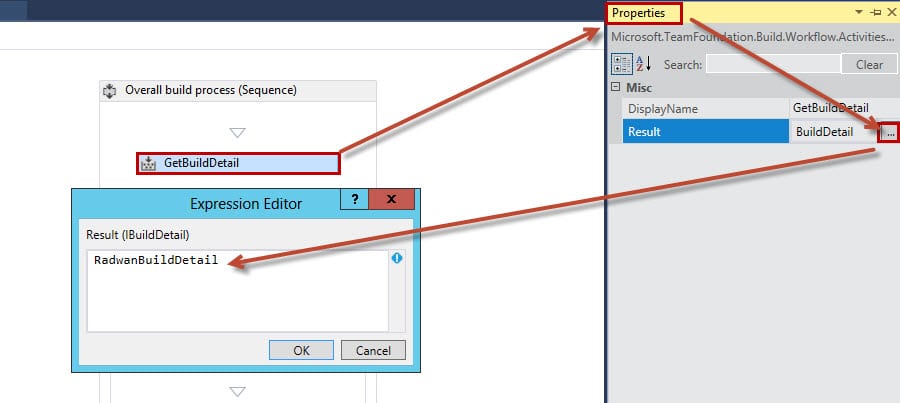 Properties
Microsoft.TeamFoundation.Build.Workflow.Activities...
Search:
Clear
Misc
DisplayName GetBuildDetail
Result BuildDetail ...
Overall build process (Sequence)
GetBuildDetail
Expression Editor
? x
Result (IBuildDetail)
RadwanBuildDetail
OK Cancel